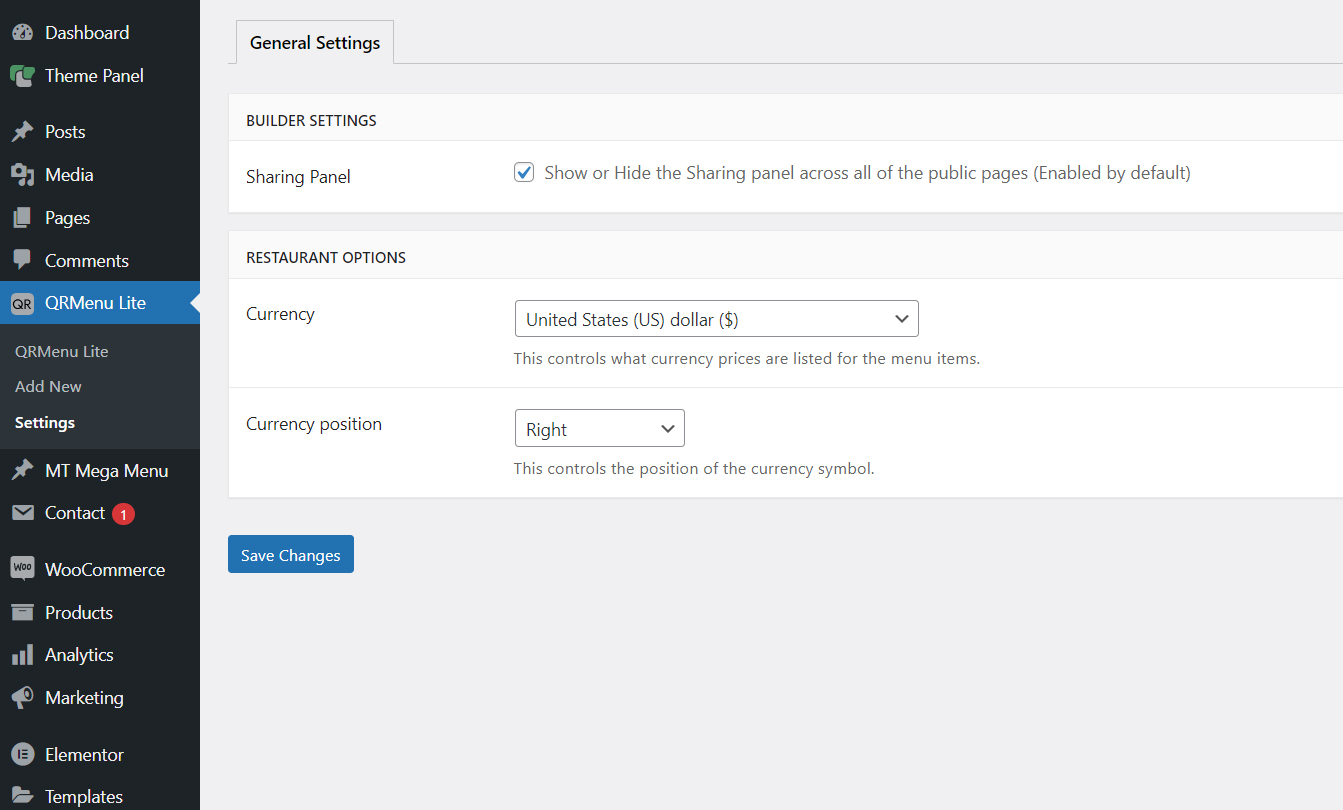 Dashboard
Theme Panel
Posts
Media
Pages
Comments
QR QRMenu Lite
QRMenu Lite
Add New
Settings
MT Mega Menu
Contact 1
Woo WooCommerce
Products
Analytics
Marketing
Elementor
Templates
General Settings
BUILDER SETTINGS
Sharing Panel
Show or Hide the Sharing panel across all of the public pages (Enabled by default)
RESTAURANT OPTIONS
Currency
United States (US) dollar ($)
This controls what currency prices are listed for the menu items.
Currency position
Right
This controls the position of the currency symbol.
Save Changes